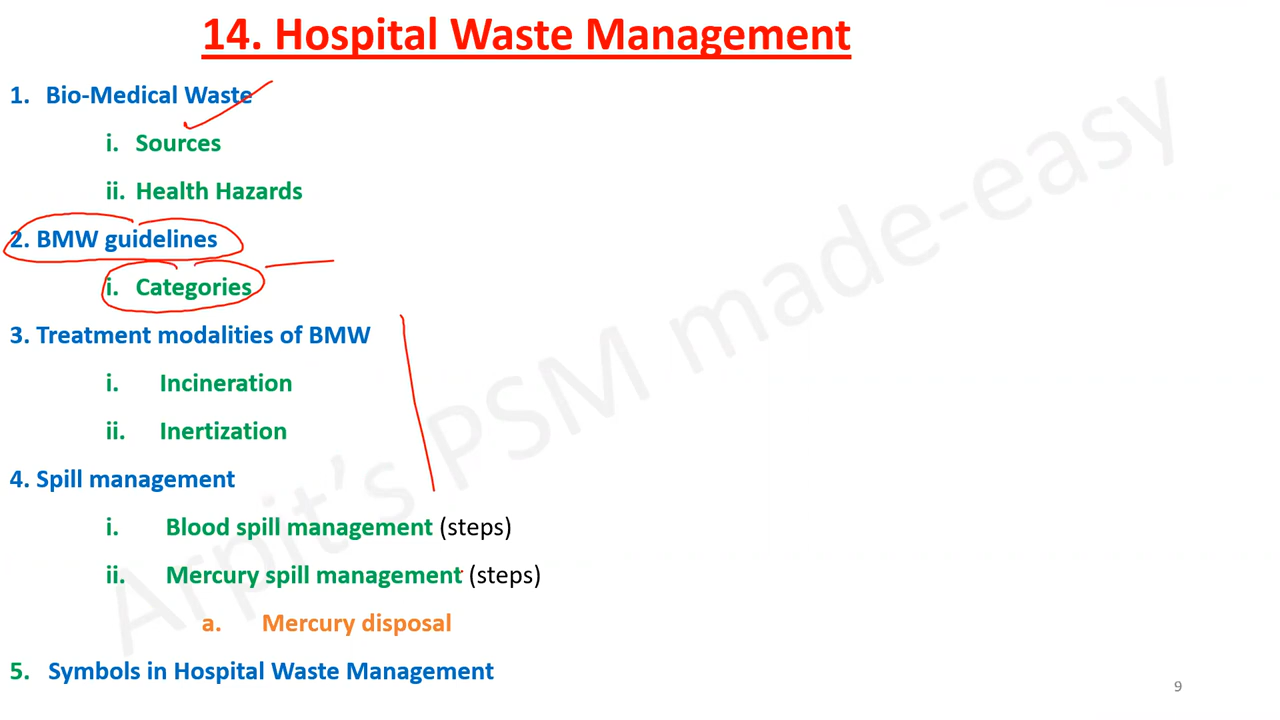 14. Hospital Waste Management
1. Bio-Medical Waste
i. Sources
ii. Health Hazards
2. BMW guidelines
i. Categories
3. Treatment modalities of BMW
i. Incineration
ii. Inertization
4. Spill management
i. Blood spill management (steps)
ii. Mercury spill management (steps)
a. Mercury disposal
5. Symbols in Hospital Waste Management
9
Arpit's PSM made-easy